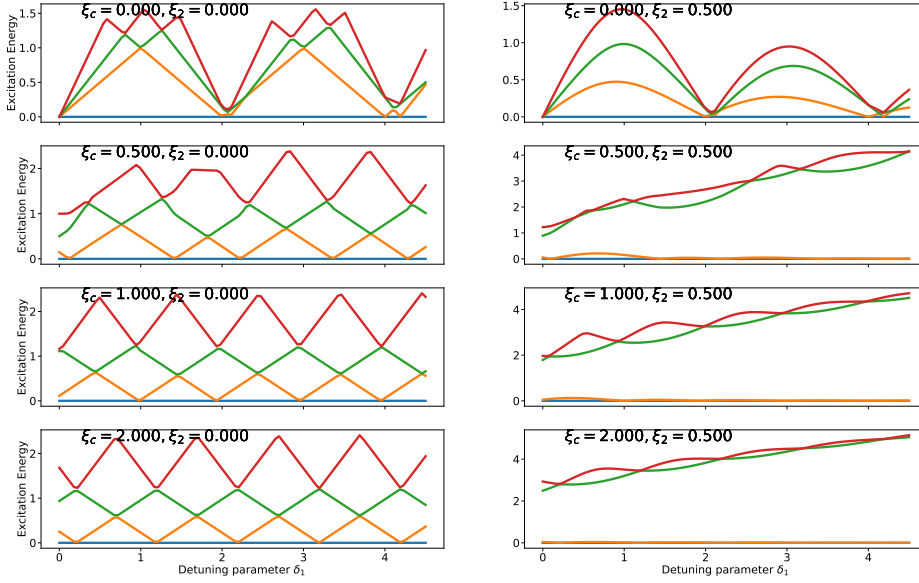 ξc = 0.000, ξ2 = 0.000
Excitation Energy
0.0
0.5
1.0
1.5
ξc = 0.000, ξ2 = 0.500
0.0
0.5
1.0
1.5
ξc = 0.500, ξ2 = 0.000
Excitation Energy
0
1
2
ξc = 0.500, ξ2 = 0.500
0
1
2
3
4
ξc = 1.000, ξ2 = 0.000
Excitation Energy
0
1
2
ξc = 1.000, ξ2 = 0.500
0
2
4
ξc = 2.000, ξ2 = 0.000
Excitation Energy
0
1
2
0 1 2 3 4
Detuning parameter δ1
ξc = 2.000, ξ2 = 0.500
0
2
4
0 1 2 3 4
Detuning parameter δ1